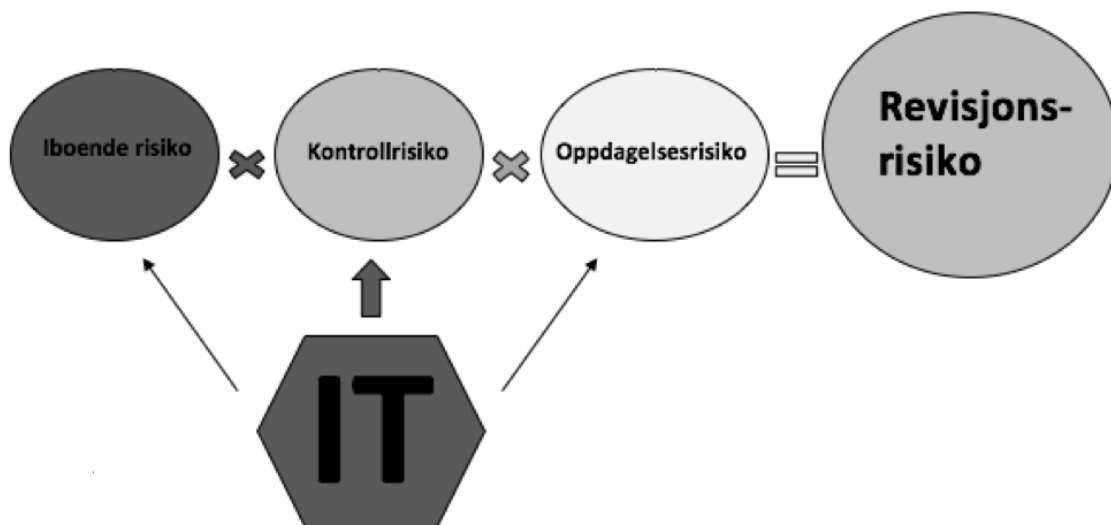 Iboende risiko
Kontrollrisiko
Oppdagelsesrisiko
Revisjons-
risiko
IT